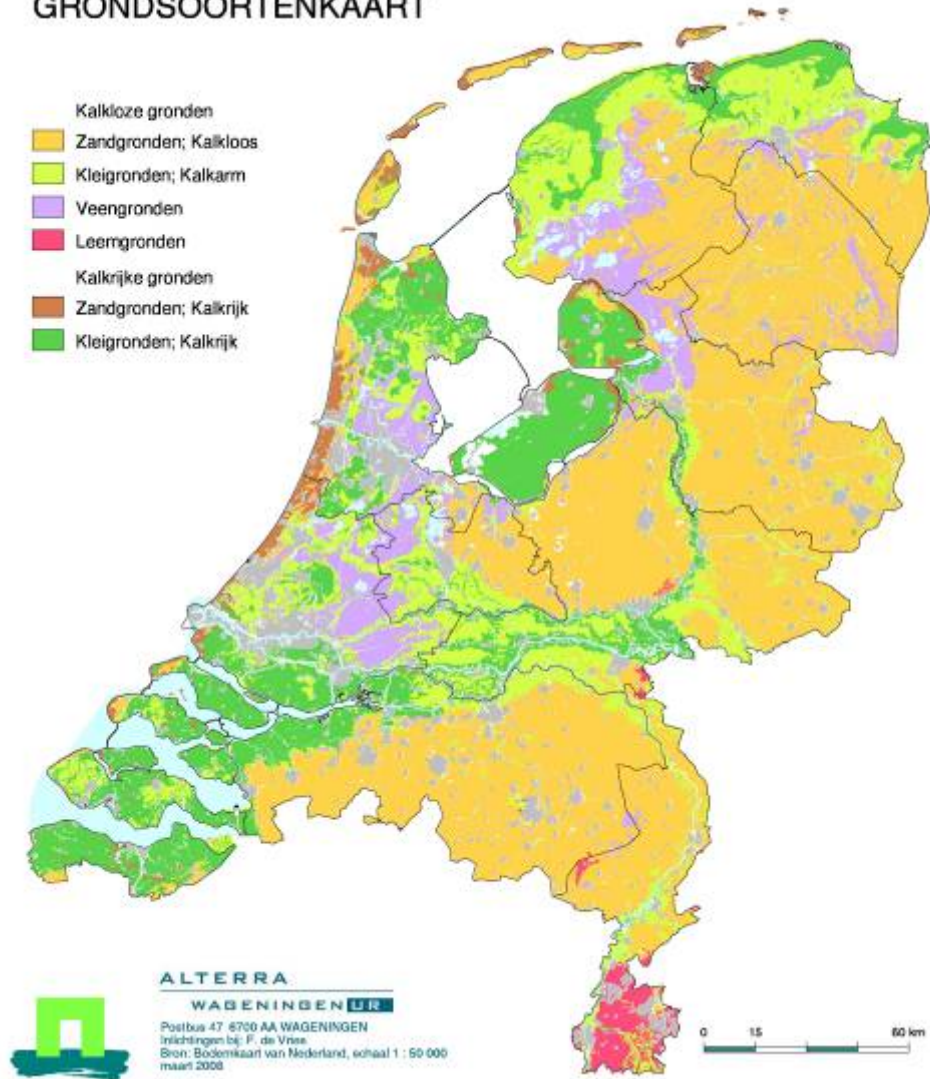 GRONDSOORTENKAART
Kalkloze gronden
Zandgronden; Kalkloos
Kleigronden; Kalkarm
Veengronden
Leemgronden
Kalkrijke gronden
Zandgronden; Kalkrijk
Kleigronden; Kalkrijk
ALTERRA
WAGENINGEN UR
Postbus 47 6700 AA WAGENINGEN
Inlichtingen bij: F. de Vries
Bron: Bodemkaart van Nederland, schaal 1 : 50 000
maart 2008
0 15 60 km